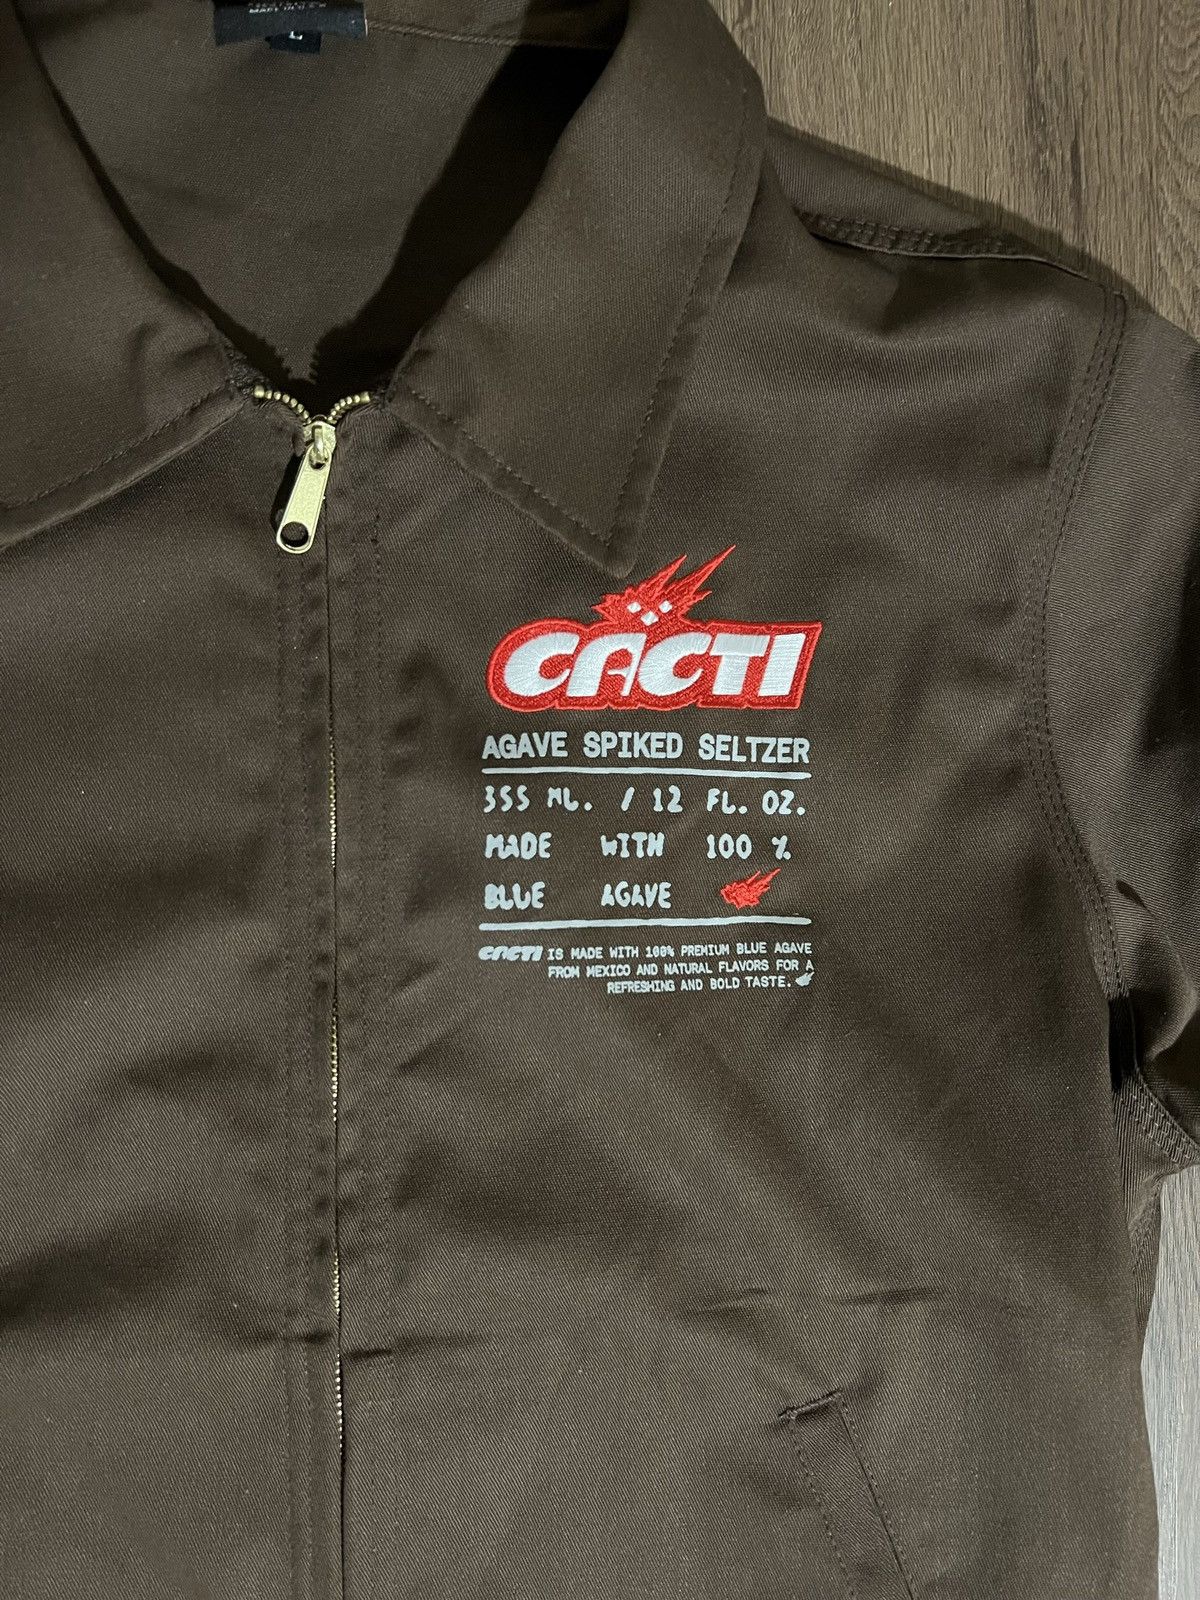 L
CACTI
AGAVE SPIKED SELTZER
355 ML. / 12 FL. OZ.
MADE WITH 100 %
BLUE AGAVE
CACTI IS MADE WITH 100% PREMIUM BLUE AGAVE
FROM MEXICO AND NATURAL FLAVORS FOR A
REFRESHING AND BOLD TASTE.